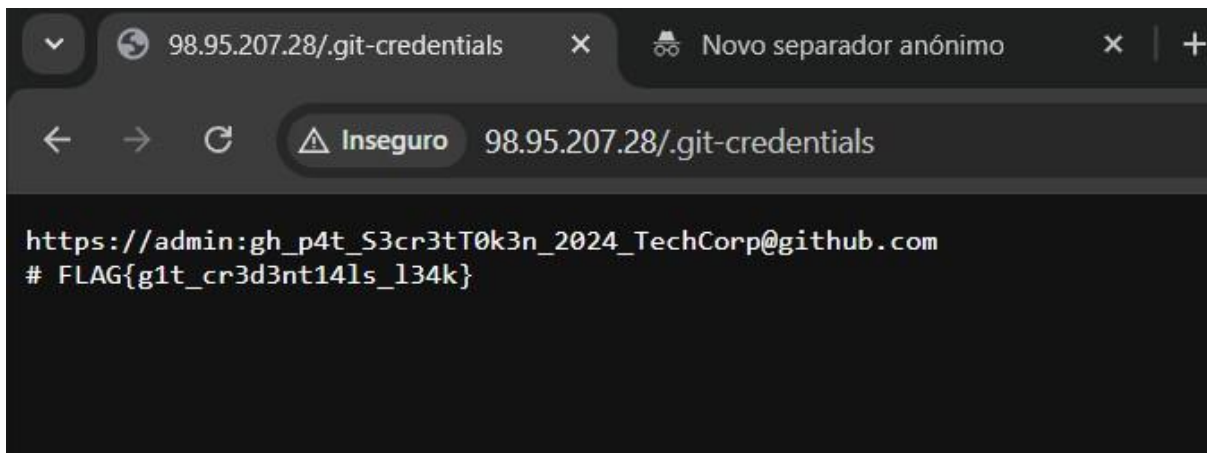 98.95.207.28/.git-credentials
Novo separador anónimo
Inseguro 98.95.207.28/.git-credentials
https://admin:gh_p4t_S3cr3tT0k3n_2024_TechCorp@github.com
# FLAG{g1t_cr3d3nt14ls_l34k}